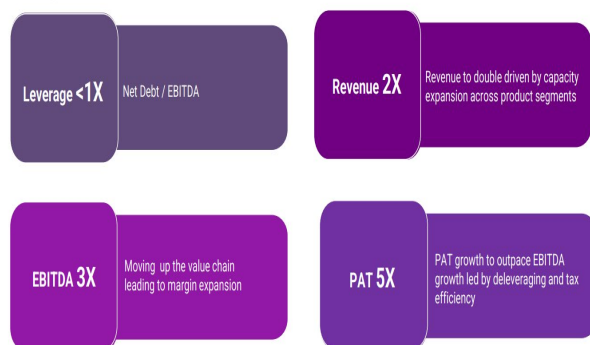 Leverage <1X
Net Debt / EBITDA
Revenue 2X
Revenue to double driven by capacity
expansion across product segments
EBITDA 3X
Moving up the value chain
leading to margin expansion
PAT 5X
PAT growth to outpace EBITDA
growth led by deleveraging and tax
efficiency